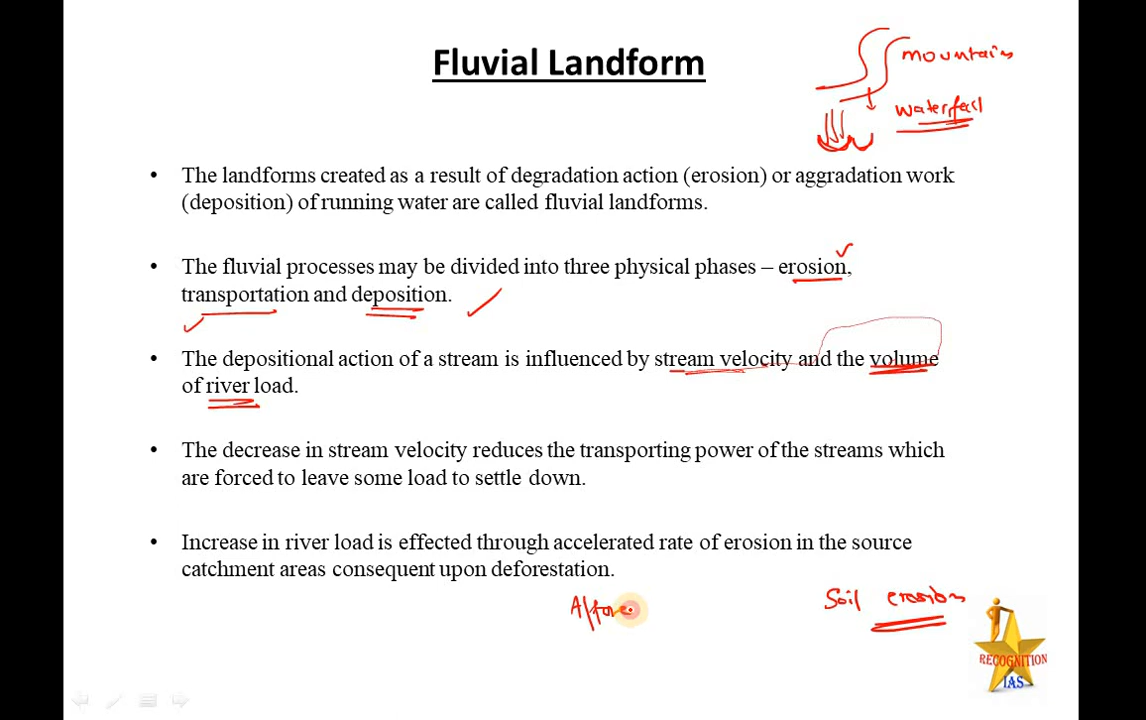 Fluvial Landform
mountains
waterfall
• The landforms created as a result of degradation action (erosion) or aggradation work
(deposition) of running water are called fluvial landforms.
• The fluvial processes may be divided into three physical phases – erosion,
transportation and deposition.
• The depositional action of a stream is influenced by stream velocity and the volume
of river load.
• The decrease in stream velocity reduces the transporting power of the streams which
are forced to leave some load to settle down.
• Increase in river load is effected through accelerated rate of erosion in the source
catchment areas consequent upon deforestation.
Soil erosion
RECOGNITION
IAS